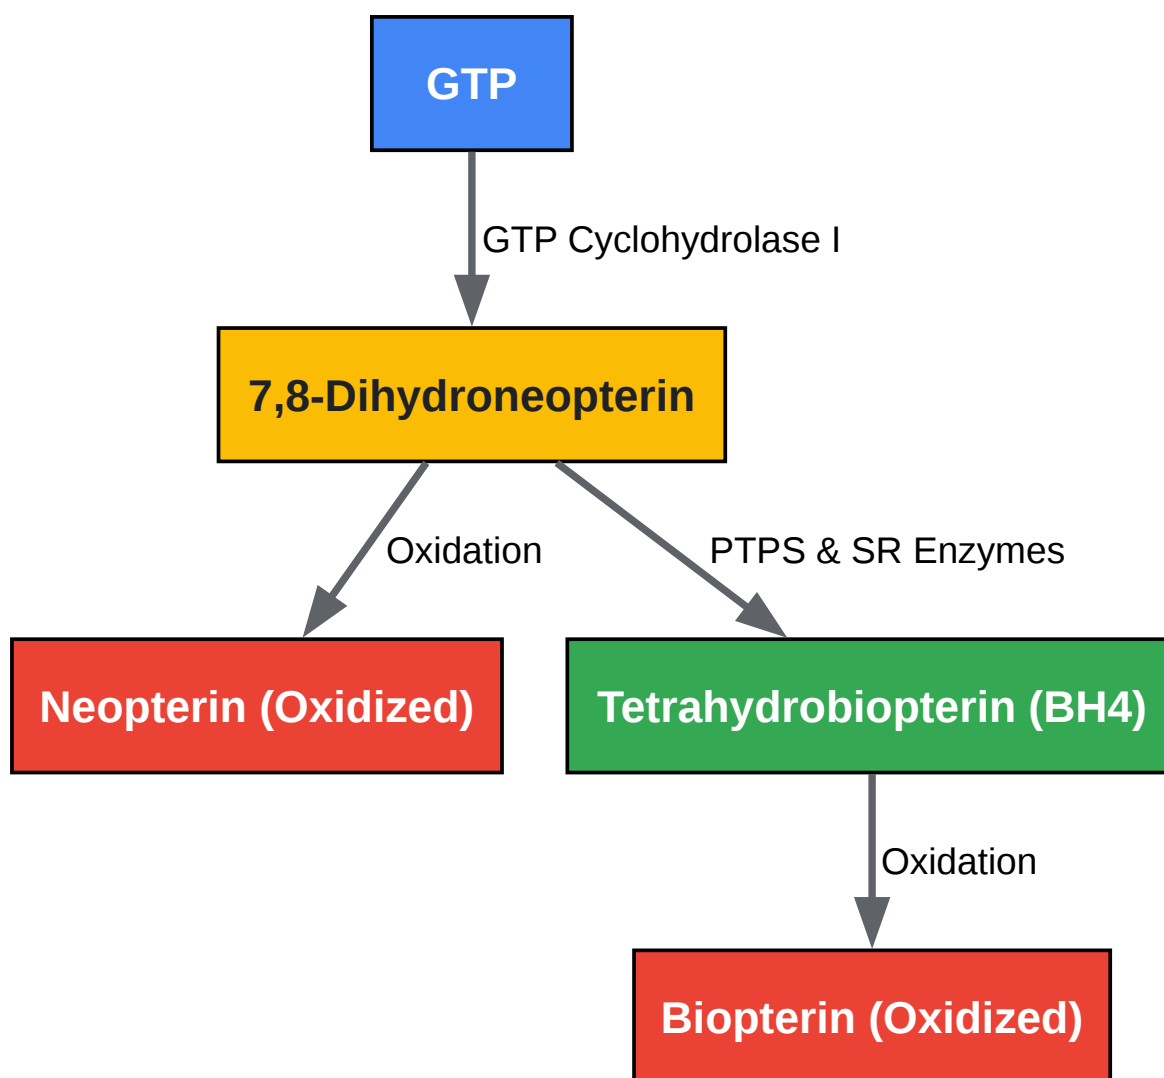 GTP
GTP Cyclohydrolase I
7,8-Dihydroneopterin
Oxidation
PTPS & SR Enzymes
Neopterin (Oxidized)
Tetrahydrobiopterin (BH4)
Oxidation
Biopterin (Oxidized)